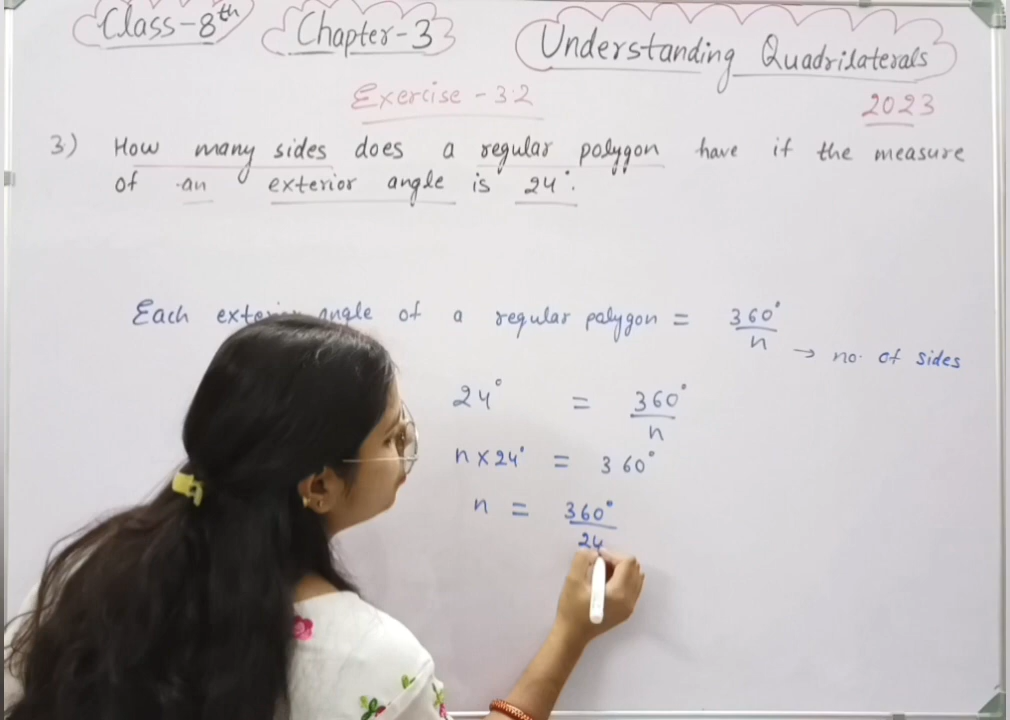 Class-8th Chapter-3 Understanding Quadrilaterals
Exercise - 3.2 2023
3) How many sides does a regular polygon have if the measure
of an exterior angle is 24°.
Each exterior angle of a regular palygon = 360°/n → no. of sides
24° = 360°/n
n×24° = 360°
n = 360°/24